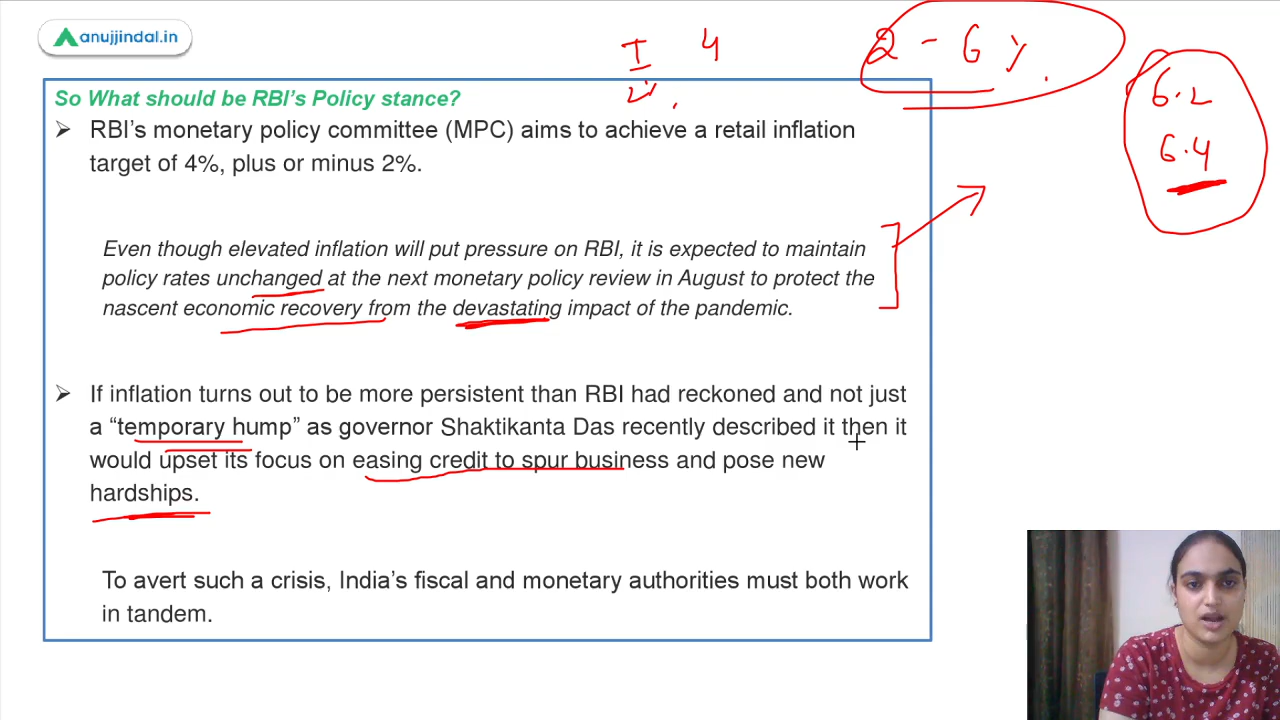 anujjindal.in
I 4
2%.
2 - 6 %.
6.2
6.4
So What should be RBI's Policy stance?
➢ RBI's monetary policy committee (MPC) aims to achieve a retail inflation
target of 4%, plus or minus 2%.
Even though elevated inflation will put pressure on RBI, it is expected to maintain
policy rates unchanged at the next monetary policy review in August to protect the
nascent economic recovery from the devastating impact of the pandemic.
➢ If inflation turns out to be more persistent than RBI had reckoned and not just
a “temporary hump” as governor Shaktikanta Das recently described it then it
would upset its focus on easing credit to spur business and pose new
hardships.
To avert such a crisis, India's fiscal and monetary authorities must both work
in tandem.